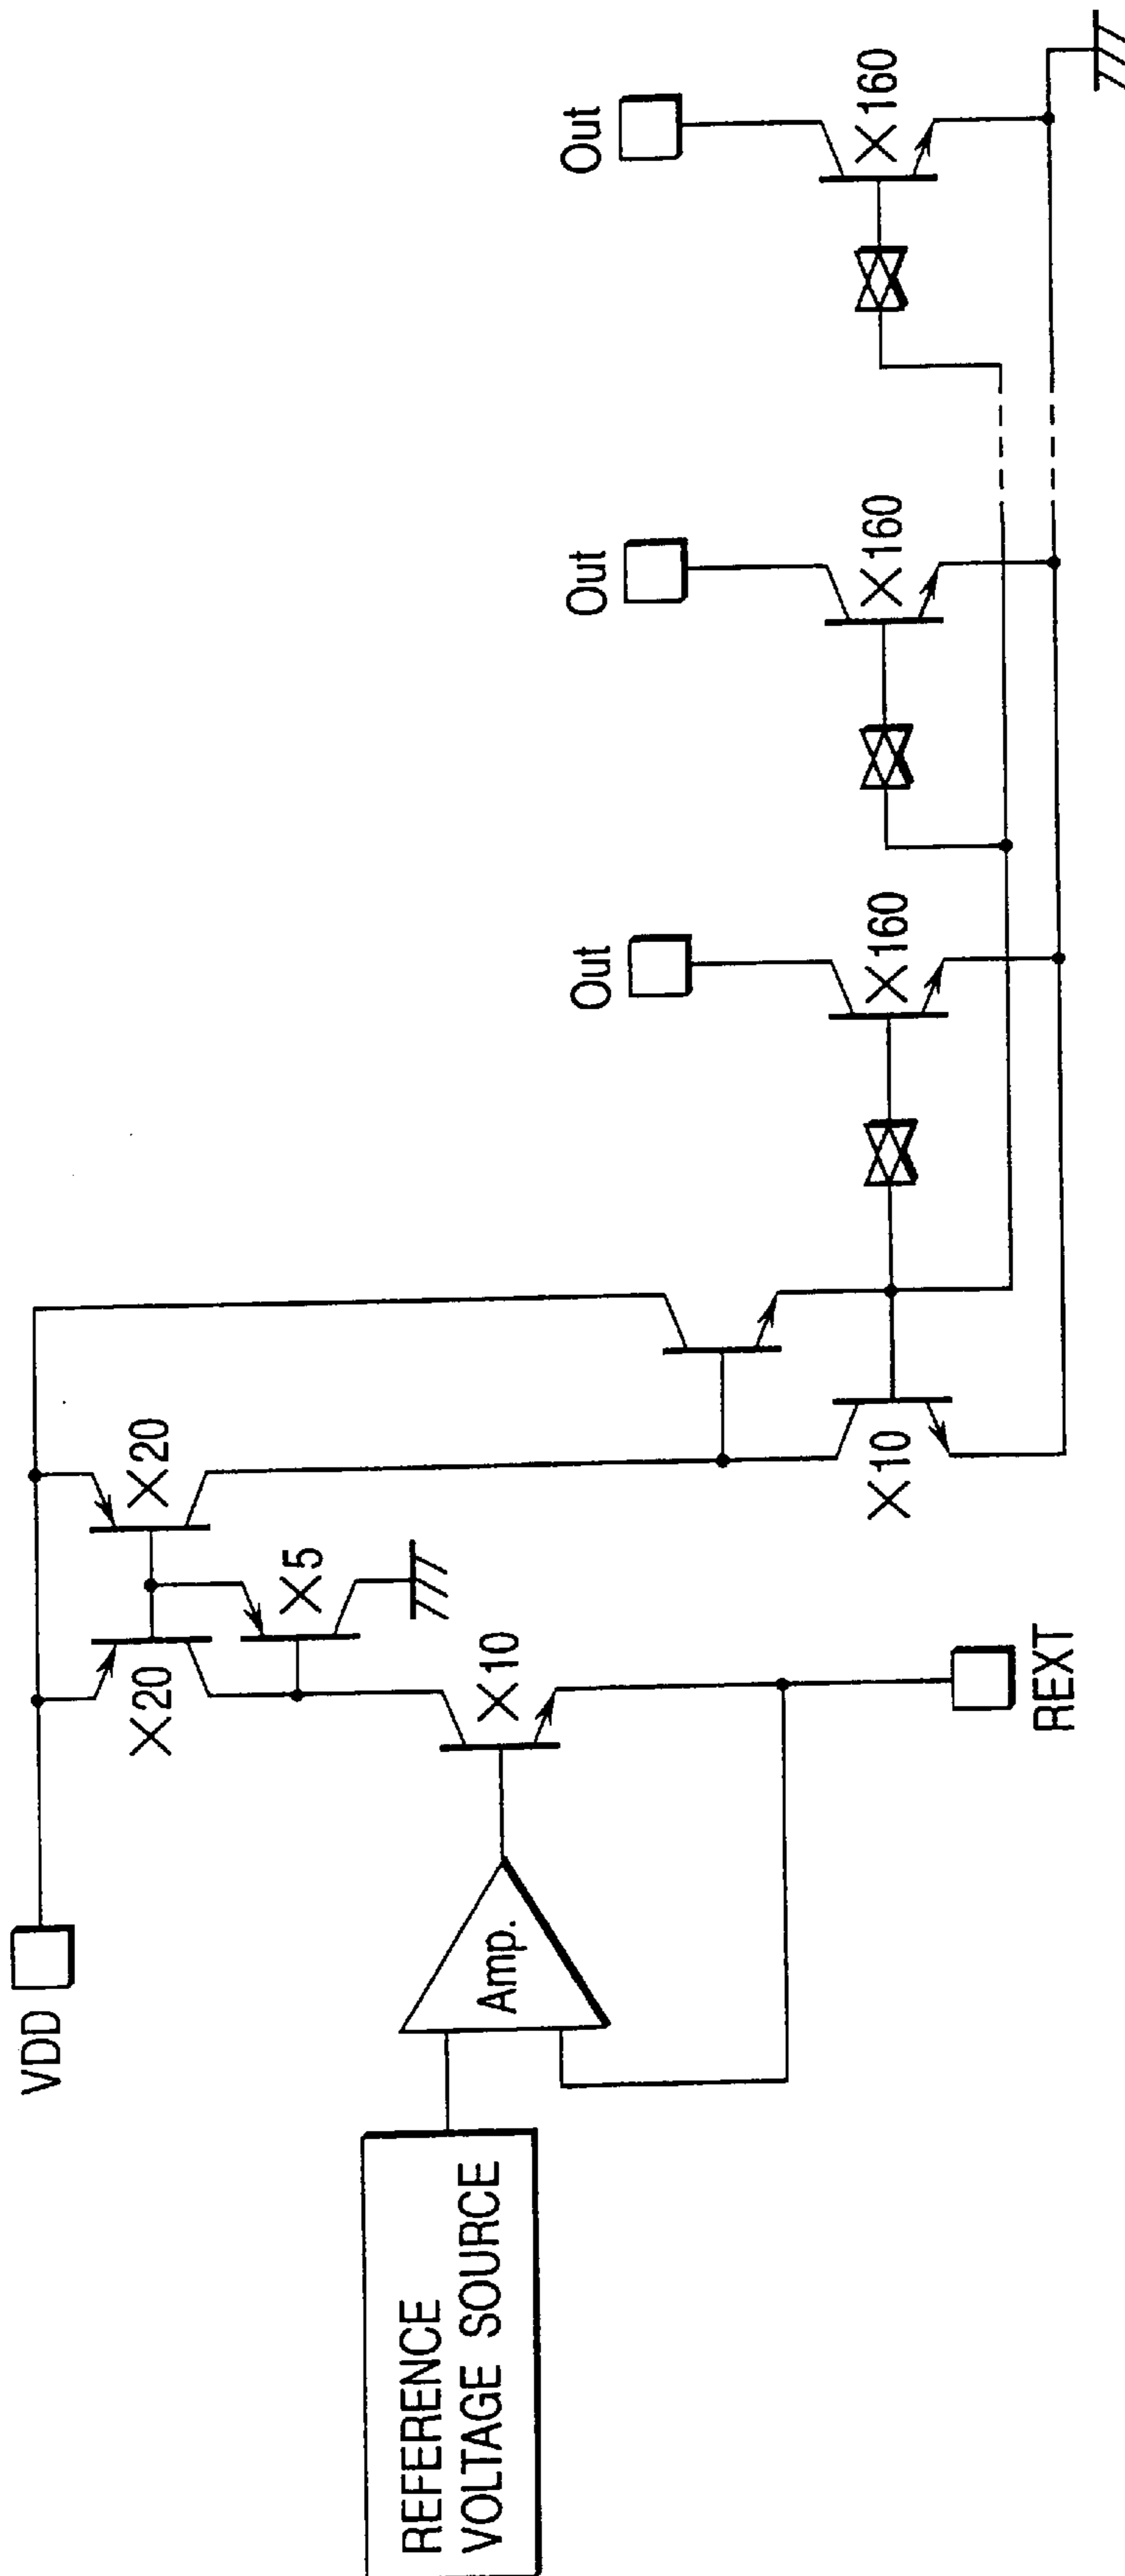 VDD
REFERENCE
VOLTAGE SOURCE
Amp.
×20
×20
×5
×10
REXT
×10
Out
×160
Out
×160
Out
×160